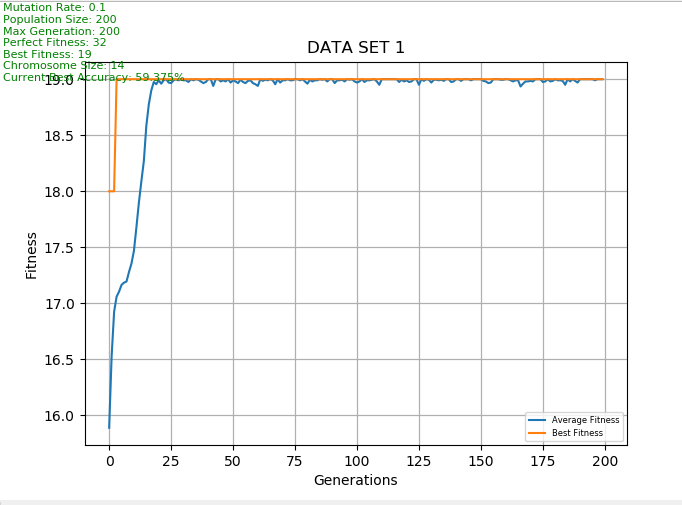 Mutation Rate: 0.1
Population Size: 200
Max Generation: 200
Perfect Fitness: 32
Best Fitness: 19
Chromosome Size: 14
Current Best Accuracy: 59.375%
DATA SET 1
19.0
18.5
18.0
17.5
17.0
16.5
16.0
Fitness
Average Fitness
Best Fitness
0 25 50 75 100 125 150 175 200
Generations